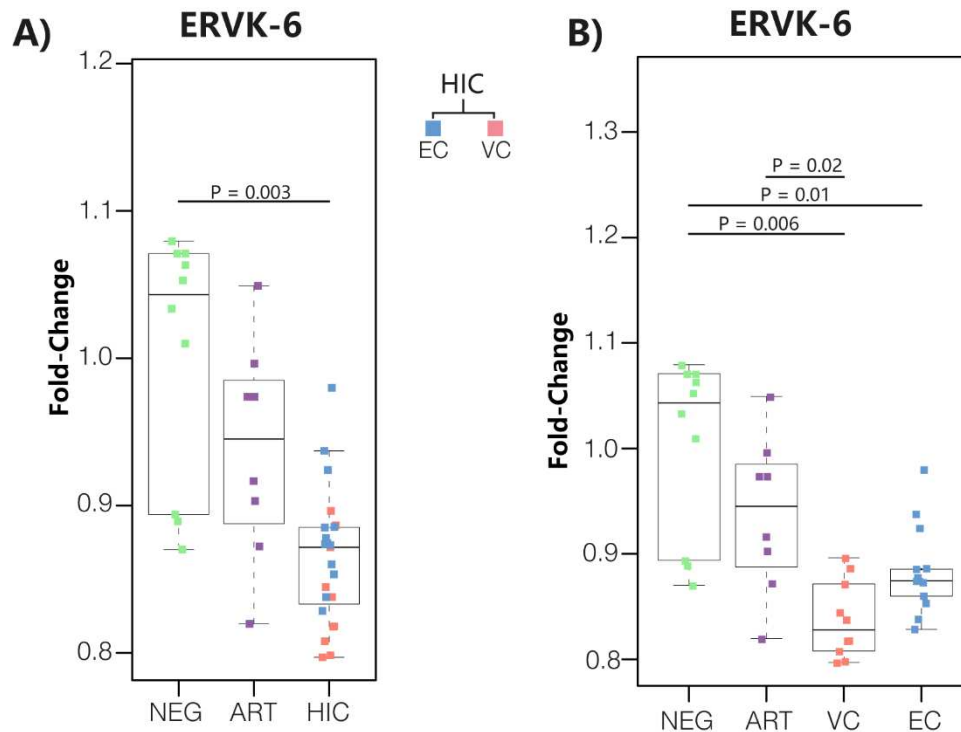 A)
ERVK-6
Fold-Change
1.2
1.1
1.0
0.9
0.8
P = 0.003
NEG ART HIC
HIC
EC VC
B)
ERVK-6
Fold-Change
1.3
1.2
1.1
1.0
0.9
0.8
P = 0.02
P = 0.01
P = 0.006
NEG ART VC EC